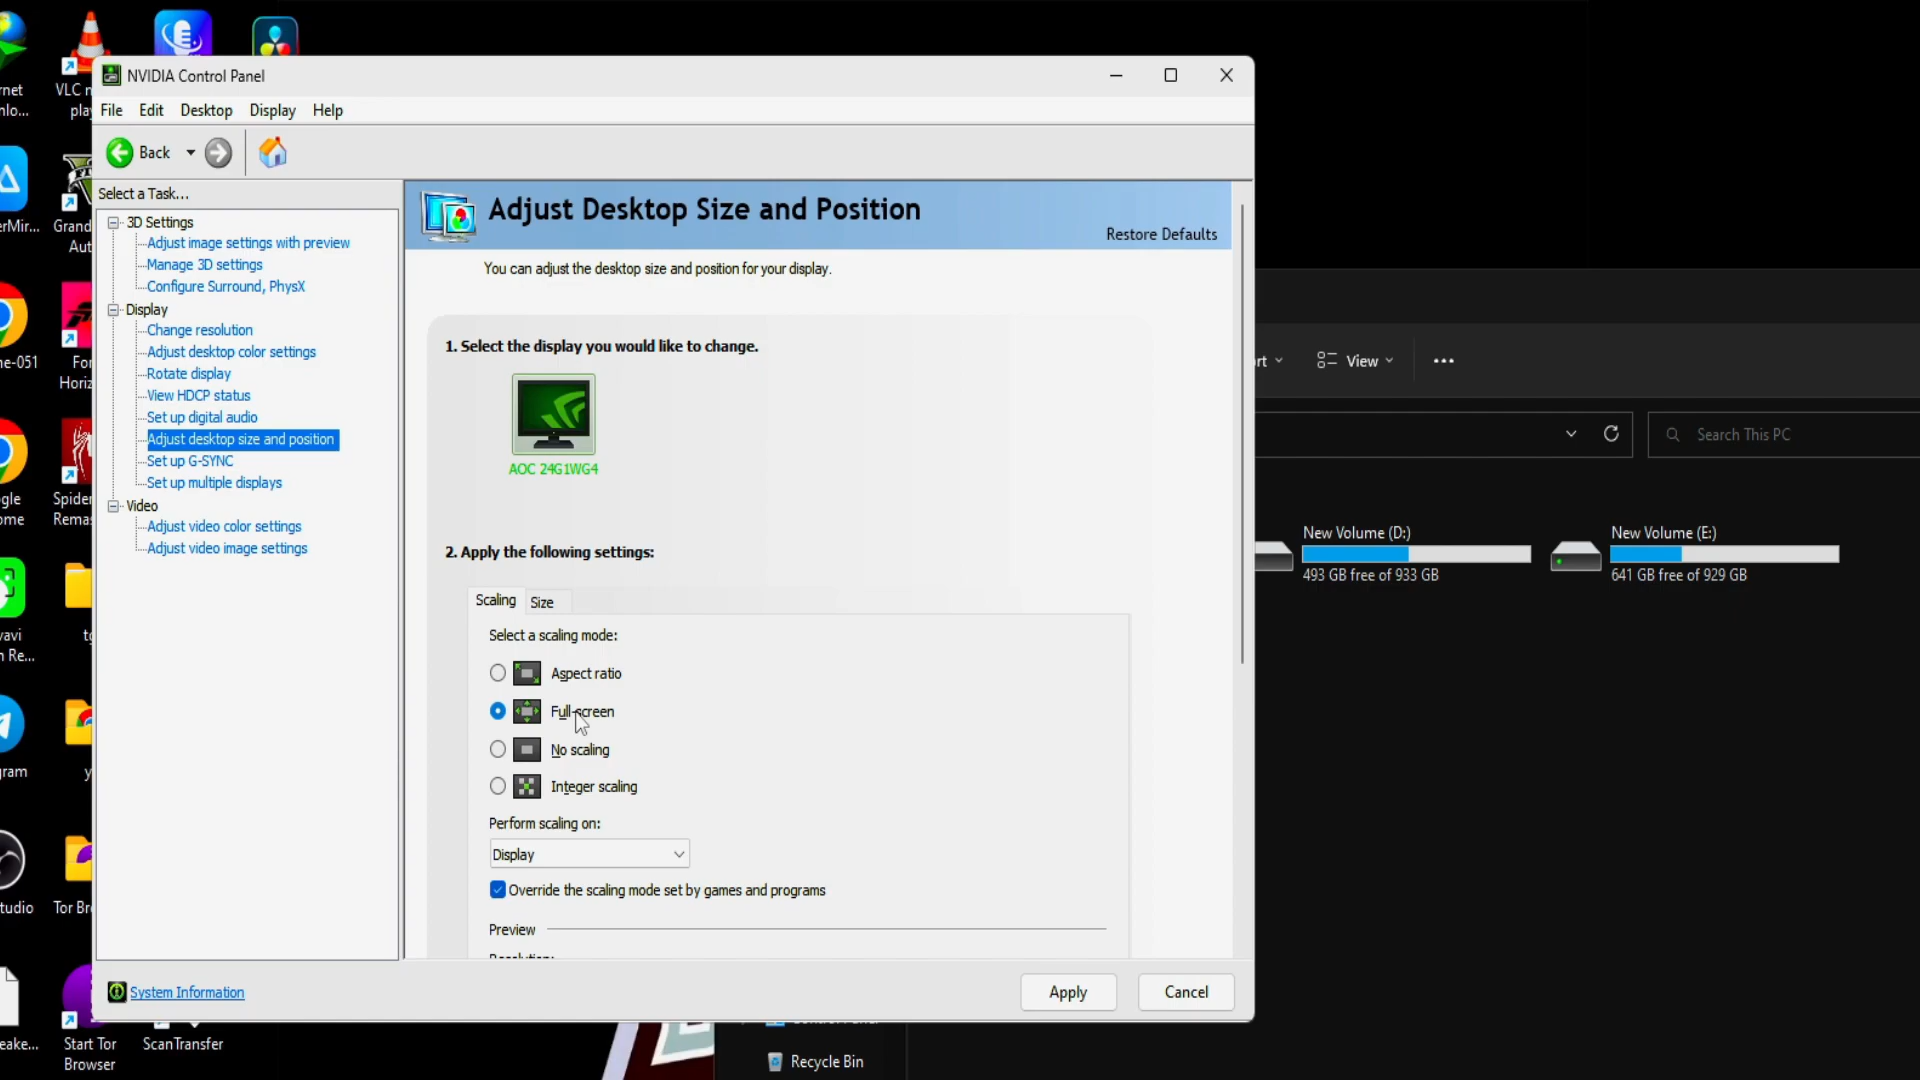 NVIDIA Control Panel
File Edit Desktop Display Help
Back
Select a Task...
3D Settings
Adjust image settings with preview
Manage 3D settings
Configure Surround, PhysX
Display
Change resolution
Adjust desktop color settings
Rotate display
View HDCP status
Set up digital audio
Adjust desktop size and position
Set up G-SYNC
Set up multiple displays
Video
Adjust video color settings
Adjust video image settings
System Information
Adjust Desktop Size and Position
Restore Defaults
You can adjust the desktop size and position for your display.
1. Select the display you would like to change.
AOC 24G1WG4
2. Apply the following settings:
Scaling Size
Select a scaling mode:
Aspect ratio
Full-screen
No scaling
Integer scaling
Perform scaling on:
Display
Override the scaling mode set by games and programs
Preview
Resolution:
Apply Cancel
View
Search This PC
New Volume (D:)
493 GB free of 933 GB
New Volume (E:)
641 GB free of 929 GB
Recycle Bin
VLC
Grand
Aut
Spider
Rema
Tor Br
Start Tor
Browser
ScanTransfer